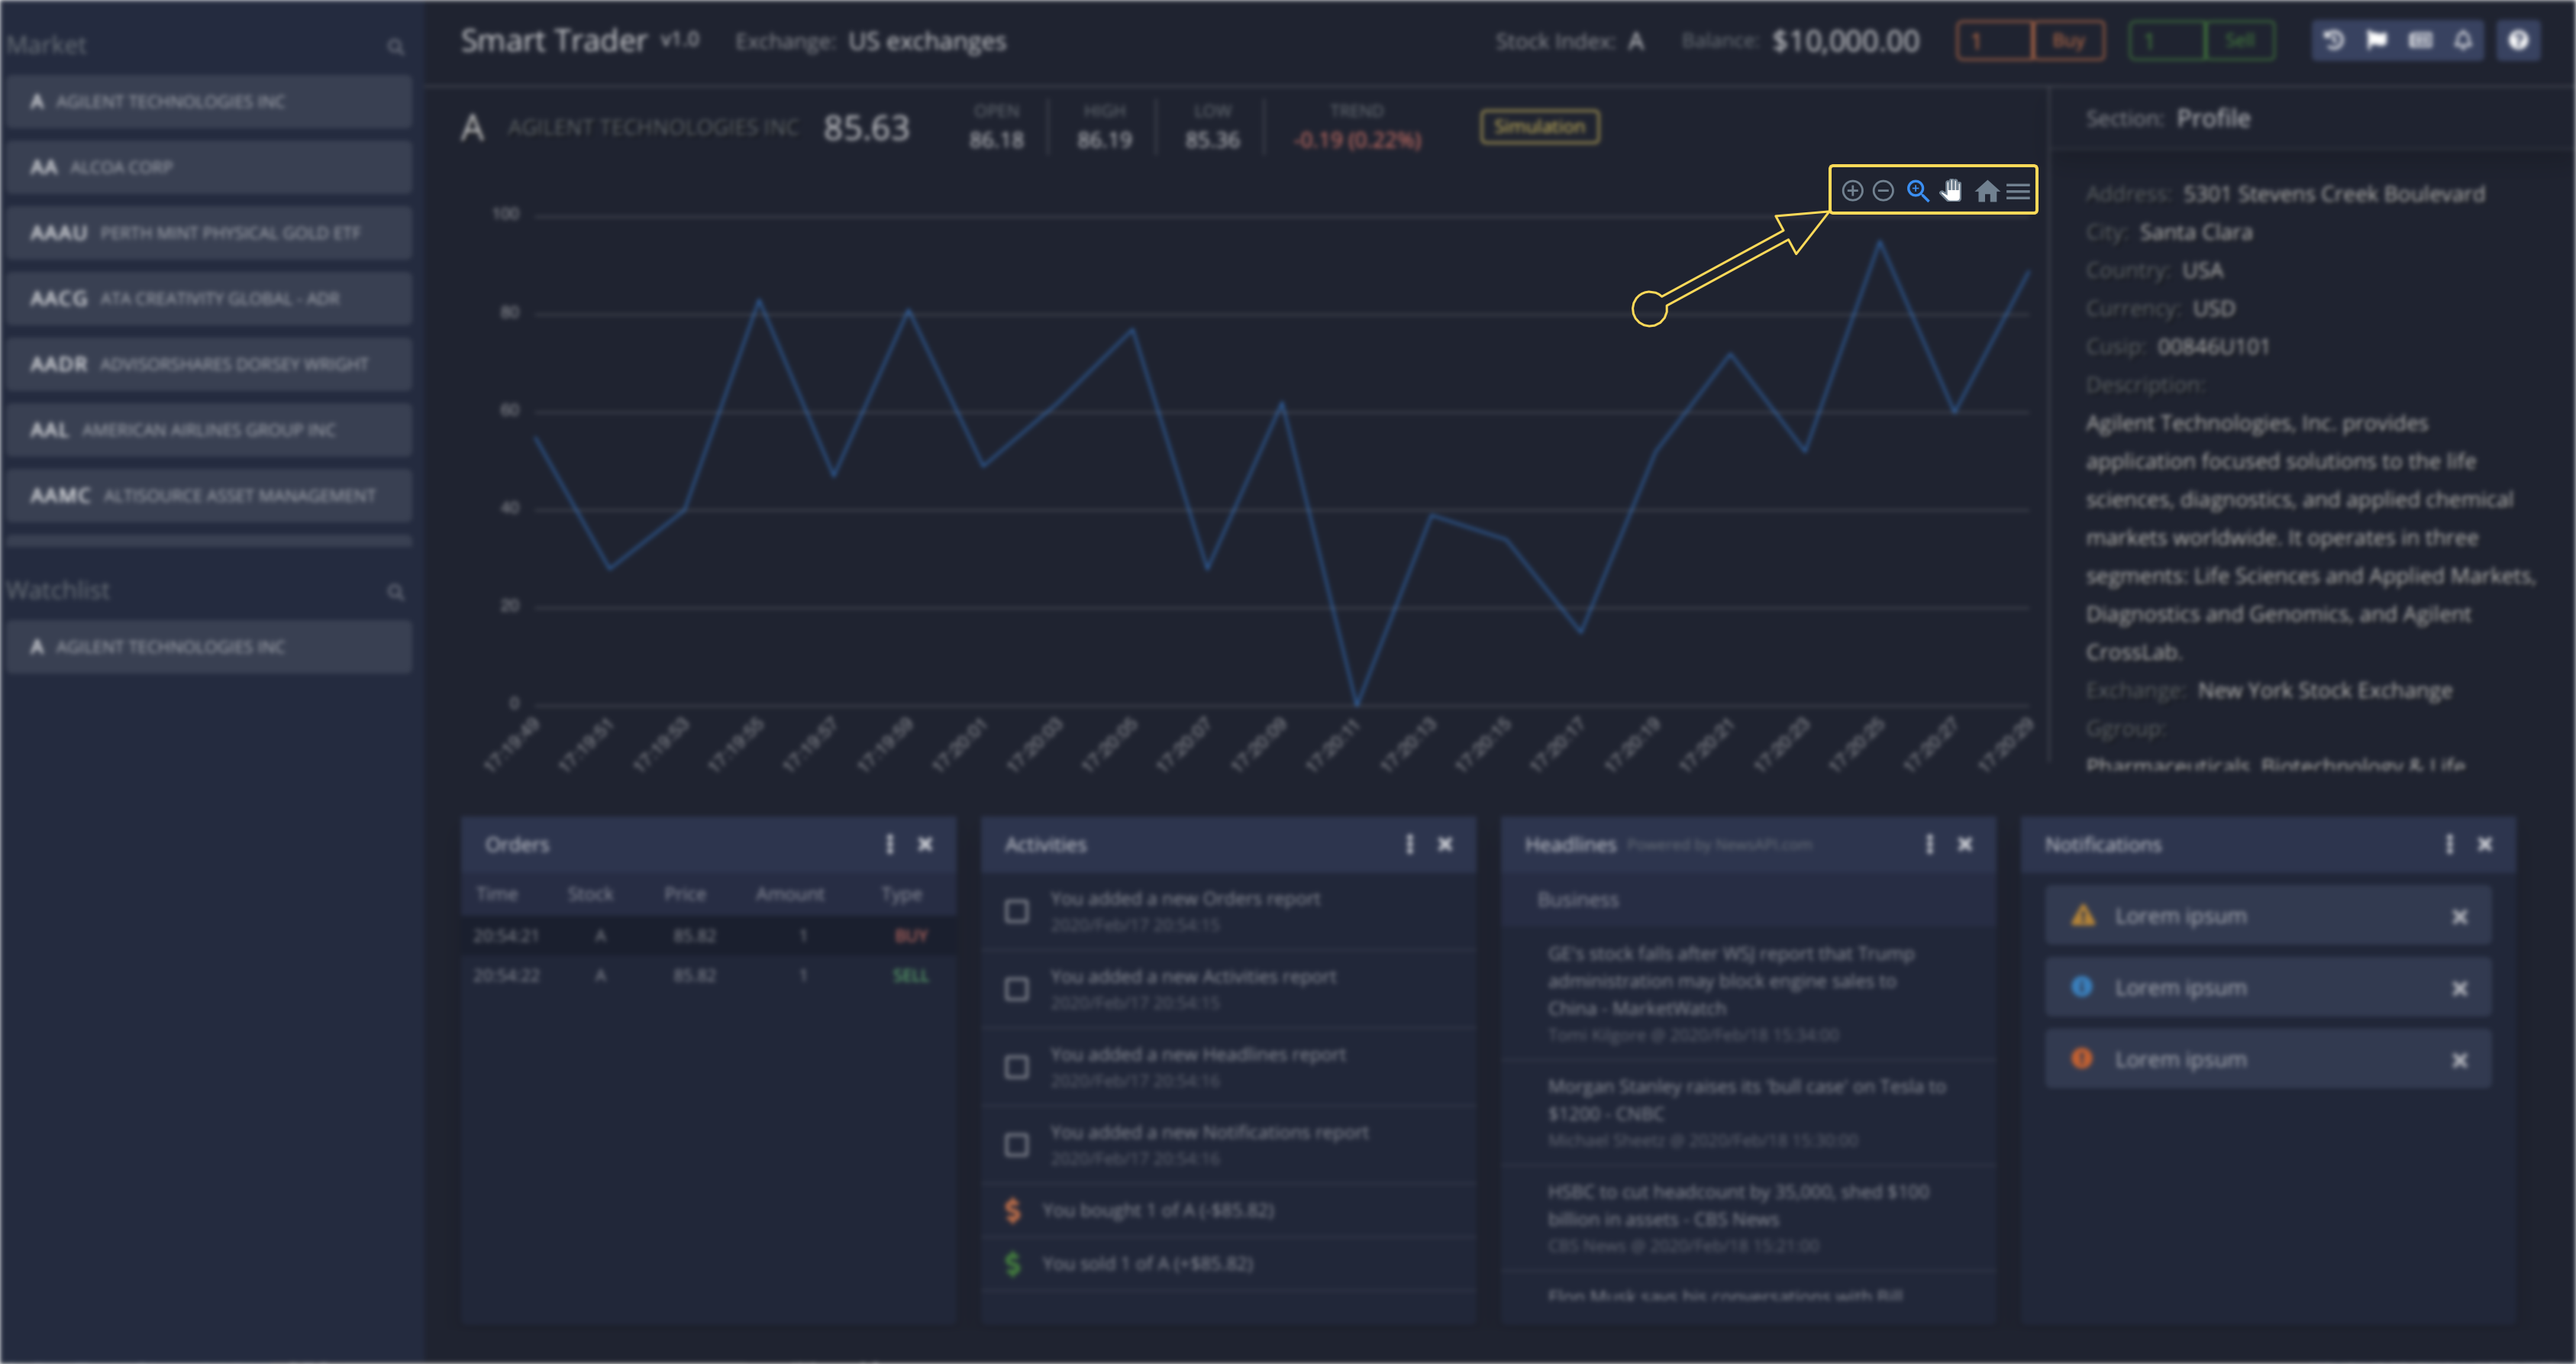 Market
A AGILENT TECHNOLOGIES INC
AA ALCOA CORP
AAAU PERTH MINT PHYSICAL GOLD ETF
AACG ATA CREATIVITY GLOBAL - ADR
AADR ADVISORSHARES DORSEY WRIGHT
AAL AMERICAN AIRLINES GROUP INC
AAMC ALTISOURCE ASSET MANAGEMENT
Watchlist
A AGILENT TECHNOLOGIES INC
Smart Trader v1.0 Exchange: US exchanges
Stock Index: A Balance: $10,000.00 1 Buy 1 Sell
A AGILENT TECHNOLOGIES INC 85.63
OPEN HIGH LOW TREND
86.18 86.19 85.36 -0.19 (0.22%)
Simulation
100
80
60
40
20
0
17:19:49 17:19:51 17:19:53 17:19:55 17:19:57 17:19:59 17:20:01 17:20:03 17:20:05 17:20:07 17:20:09 17:20:11 17:20:13 17:20:15 17:20:17 17:20:19 17:20:21 17:20:23 17:20:25 17:20:27 17:20:29
Section: Profile
Address: 5301 Stevens Creek Boulevard
City: Santa Clara
Country: USA
Currency: USD
Cusip: 00846U101
Description:
Agilent Technologies, Inc. provides
application focused solutions to the life
sciences, diagnostics, and applied chemical
markets worldwide. It operates in three
segments: Life Sciences and Applied Markets,
Diagnostics and Genomics, and Agilent
CrossLab.
Exchange: New York Stock Exchange
Ggroup:
Pharmaceuticals, Biotechnology & Life
Orders
Time Stock Price Amount Type
20:54:21 A 85.82 1 BUY
20:54:22 A 85.82 1 SELL
Activities
You added a new Orders report
2020/Feb/17 20:54:15
You added a new Activities report
2020/Feb/17 20:54:15
You added a new Headlines report
2020/Feb/17 20:54:16
You added a new Notifications report
2020/Feb/17 20:54:16
You bought 1 of A (-$85.82)
You sold 1 of A (+$85.82)
Headlines Powered by NewsAPI.com
Business
GE's stock falls after WSJ report that Trump
administration may block engine sales to
China - MarketWatch
Tomi Kilgore @ 2020/Feb/18 15:34:00
Morgan Stanley raises its 'bull case' on Tesla to
$1200 - CNBC
Michael Sheetz @ 2020/Feb/18 15:30:00
HSBC to cut headcount by 35,000, shed $100
billion in assets - CBS News
CBS News @ 2020/Feb/18 15:21:00
Elon Musk says his conversations with Bill
Notifications
Lorem ipsum
Lorem ipsum
Lorem ipsum